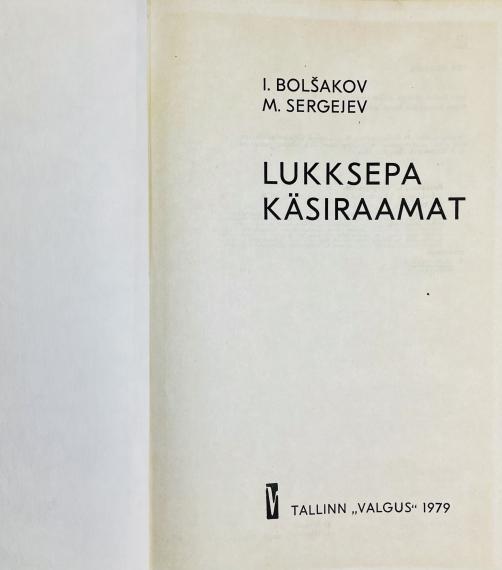 I. BOLŠAKOV
M. SERGEJEV
LUKKSEPA
KÄSIRAAMAT
V TALLINN „VALGUS“ 1979